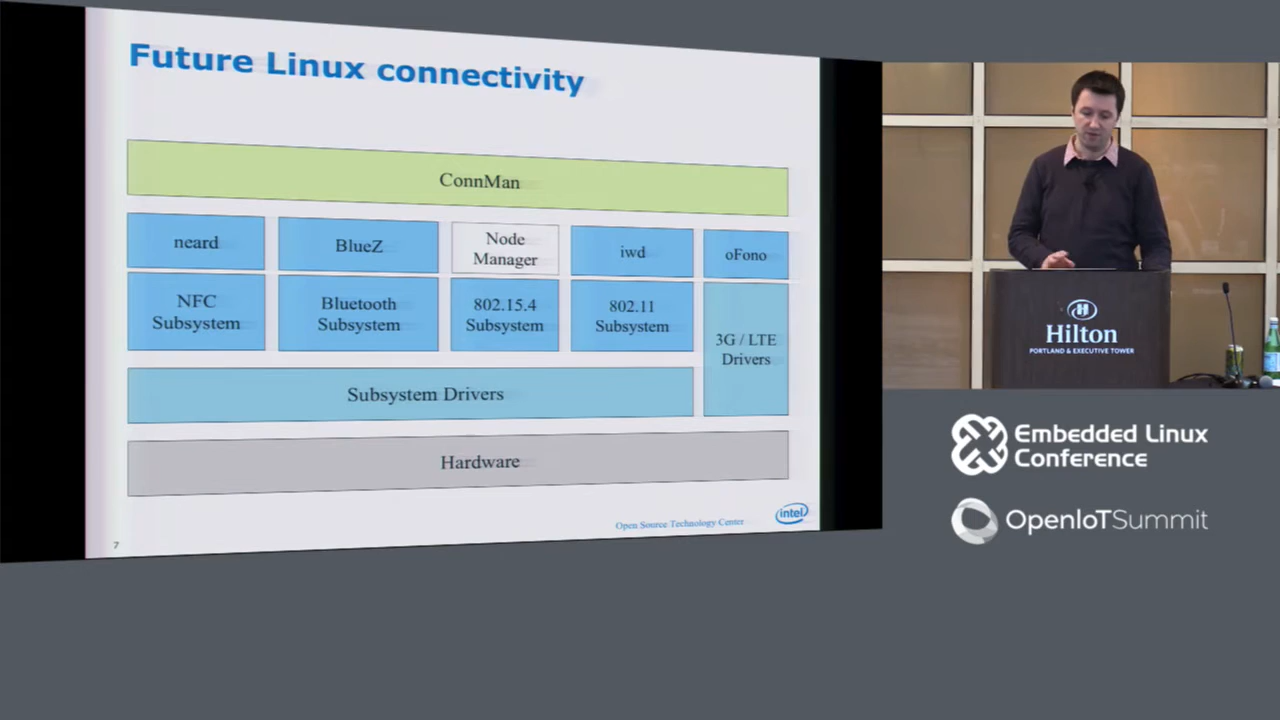 Future Linux connectivity
ConnMan
neard
BlueZ
Node
Manager
iwd
oFono
NFC
Subsystem
Bluetooth
Subsystem
802.15.4
Subsystem
802.11
Subsystem
3G / LTE
Drivers
Subsystem Drivers
Hardware
Open Source Technology Center
intel
7
H
Hilton
PORTLAND & EXECUTIVE TOWER
Embedded Linux
Conference
OpenIoTSummit